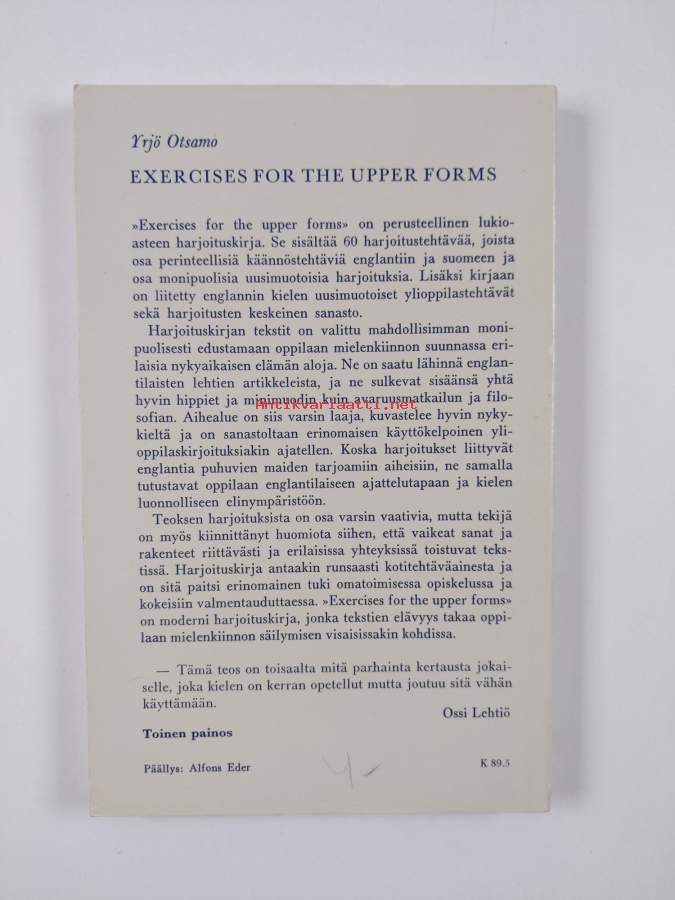 Yrjö Otsamo
EXERCISES FOR THE UPPER FORMS
»Exercises for the upper forms» on perusteellinen lukio-
asteen harjoituskirja. Se sisältää 60 harjoitustehtävää, joista
osa perinteellisiä käännöstehtäviä englantiin ja suomeen ja
osa monipuolisia uusimuotoisia harjoituksia. Lisäksi kirjaan
on liitetty englannin kielen uusimuotoiset ylioppilastehtävät
sekä harjoitusten keskeinen sanasto.
Harjoituskirjan tekstit on valittu mahdollisimman moni-
puolisesti edustamaan oppilaan mielenkiinnon suunnassa eri-
laisia nykyaikaisen elämän aloja. Ne on saatu lähinnä englan-
tilaisten lehtien artikkeleista, ja ne sulkevat sisäänsä yhtä
hyvin hippiet ja minimuodin kuin avaruusmatkailun ja filo-
Antikvariaatti.net
sofian. Aihealue on siis varsin laaja, kuvastelee hyvin nyky-
kieltä ja on sanastoltaan erinomaisen käyttökelpoinen yli-
oppilaskirjoituksiakin ajatellen. Koska harjoitukset liittyvät
englantia puhuvien maiden tarjoamiin aiheisiin, ne samalla
tutustavat oppilaan englantilaiseen ajattelutapaan ja kielen
luonnolliseen elinympäristöön.
Teoksen harjoituksista on osa varsin vaativia, mutta tekijä
on myös kiinnittänyt huomiota siihen, että vaikeat sanat ja
rakenteet riittävästi ja erilaisissa yhteyksissä toistuvat teks-
tissä. Harjoituskirja antaakin runsaasti kotitehtäväainesta ja
on sitä paitsi erinomainen tuki omatoimisessa opiskelussa ja
kokeisiin valmentauduttaessa. »Exercises for the upper forms»
on moderni harjoituskirja, jonka tekstien elävyys takaa oppi-
laan mielenkiinnon säilymisen visaisissakin kohdissa.
— Tämä teos on toisaalta mitä parhainta kertausta jokai-
selle, joka kielen on kerran opetellut mutta joutuu sitä vähän
käyttämään.
Ossi Lehtiö
Toinen painos
Päällys: Alfons Eder
K 89.5